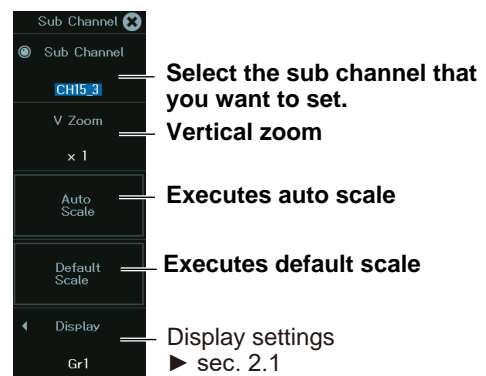 Sub Channel
Sub Channel
CH15_3
Select the sub channel that
you want to set.
V Zoom
Vertical zoom
× 1
Auto
Scale
Executes auto scale
Default
Scale
Executes default scale
Display
Display settings
► sec. 2.1
Gr1